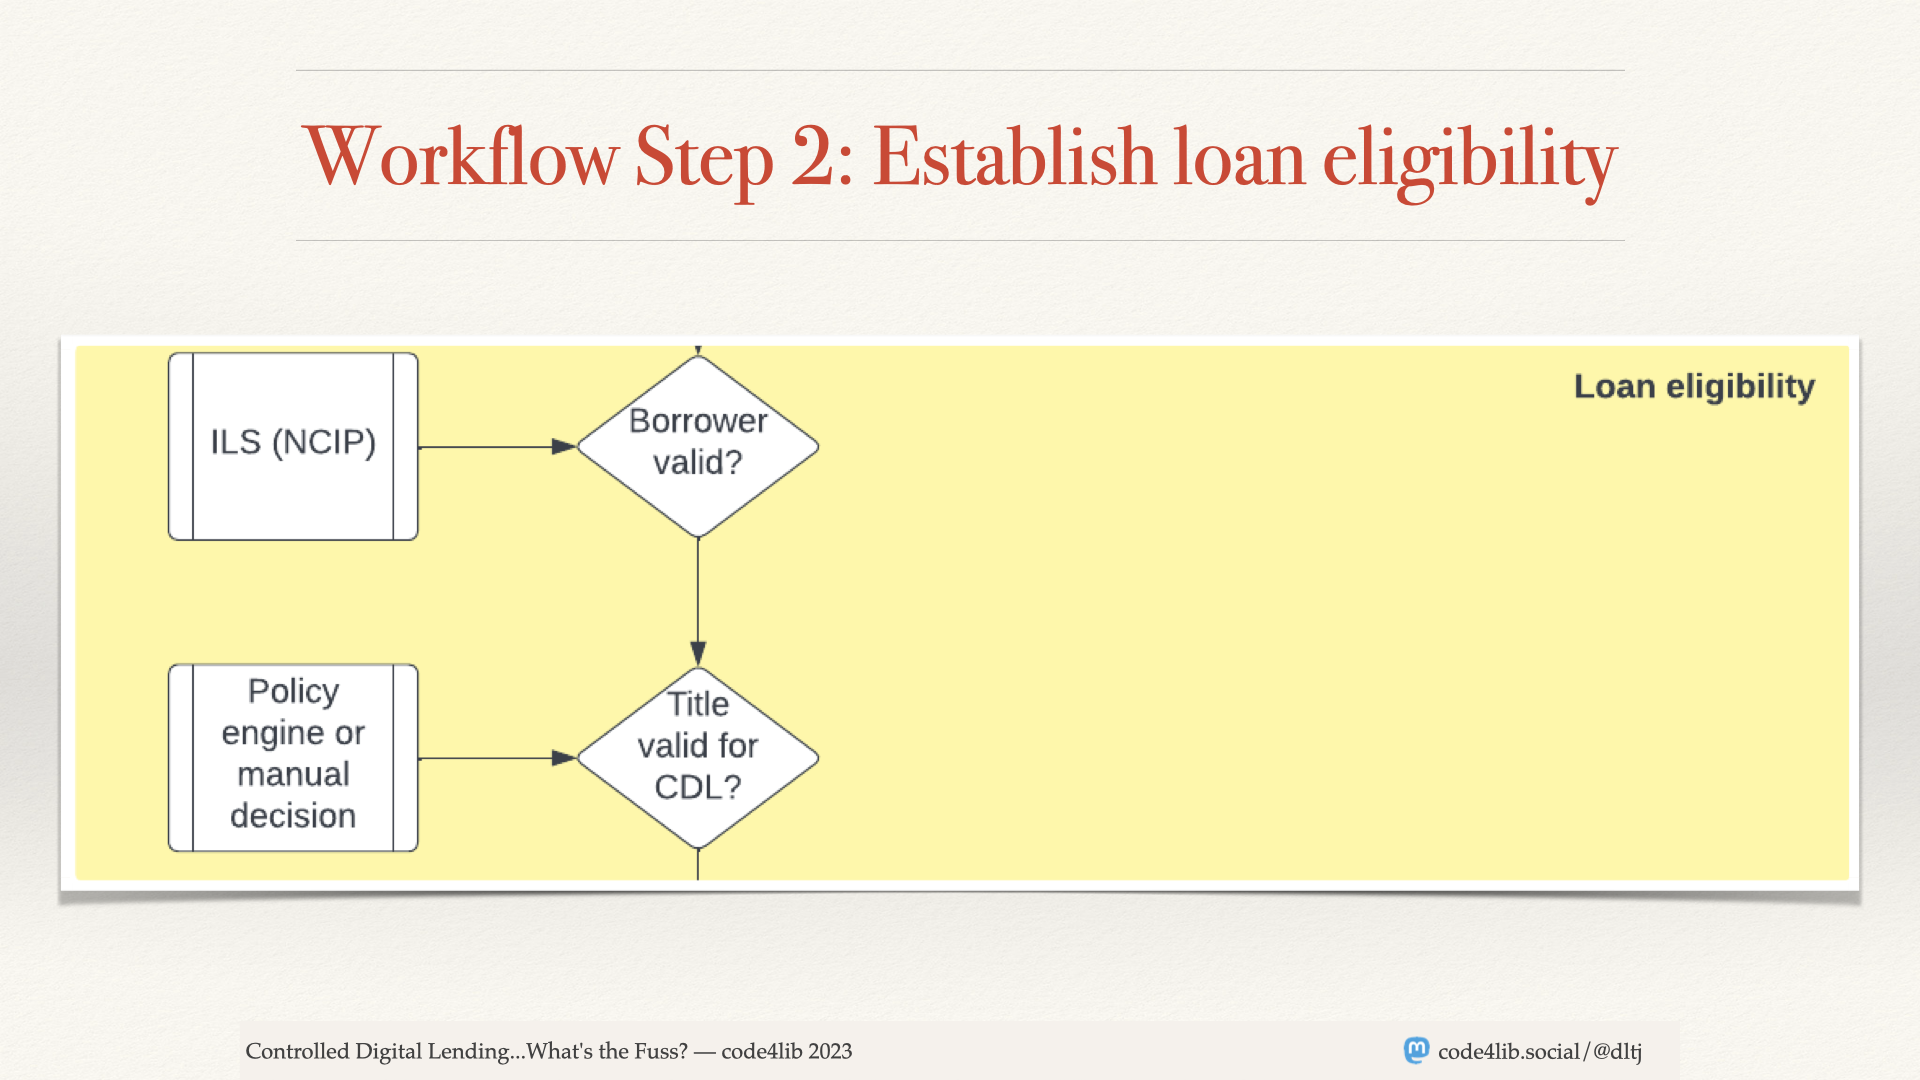 Workflow Step 2: Establish loan eligibility
Loan eligibility
ILS (NCIP)
Borrower
valid?
Policy
engine or
manual
decision
Title
valid for
CDL?
Controlled Digital Lending...What's the Fuss? — code4lib 2023
code4lib.social/@dltj